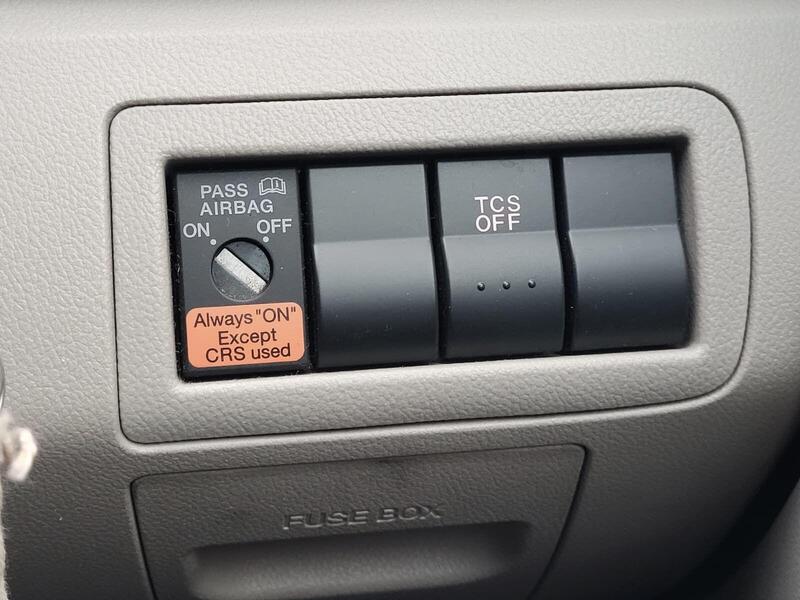 PASS
AIRBAG
ON OFF
Always "ON"
Except
CRS used
TCS
OFF
FUSE BOX